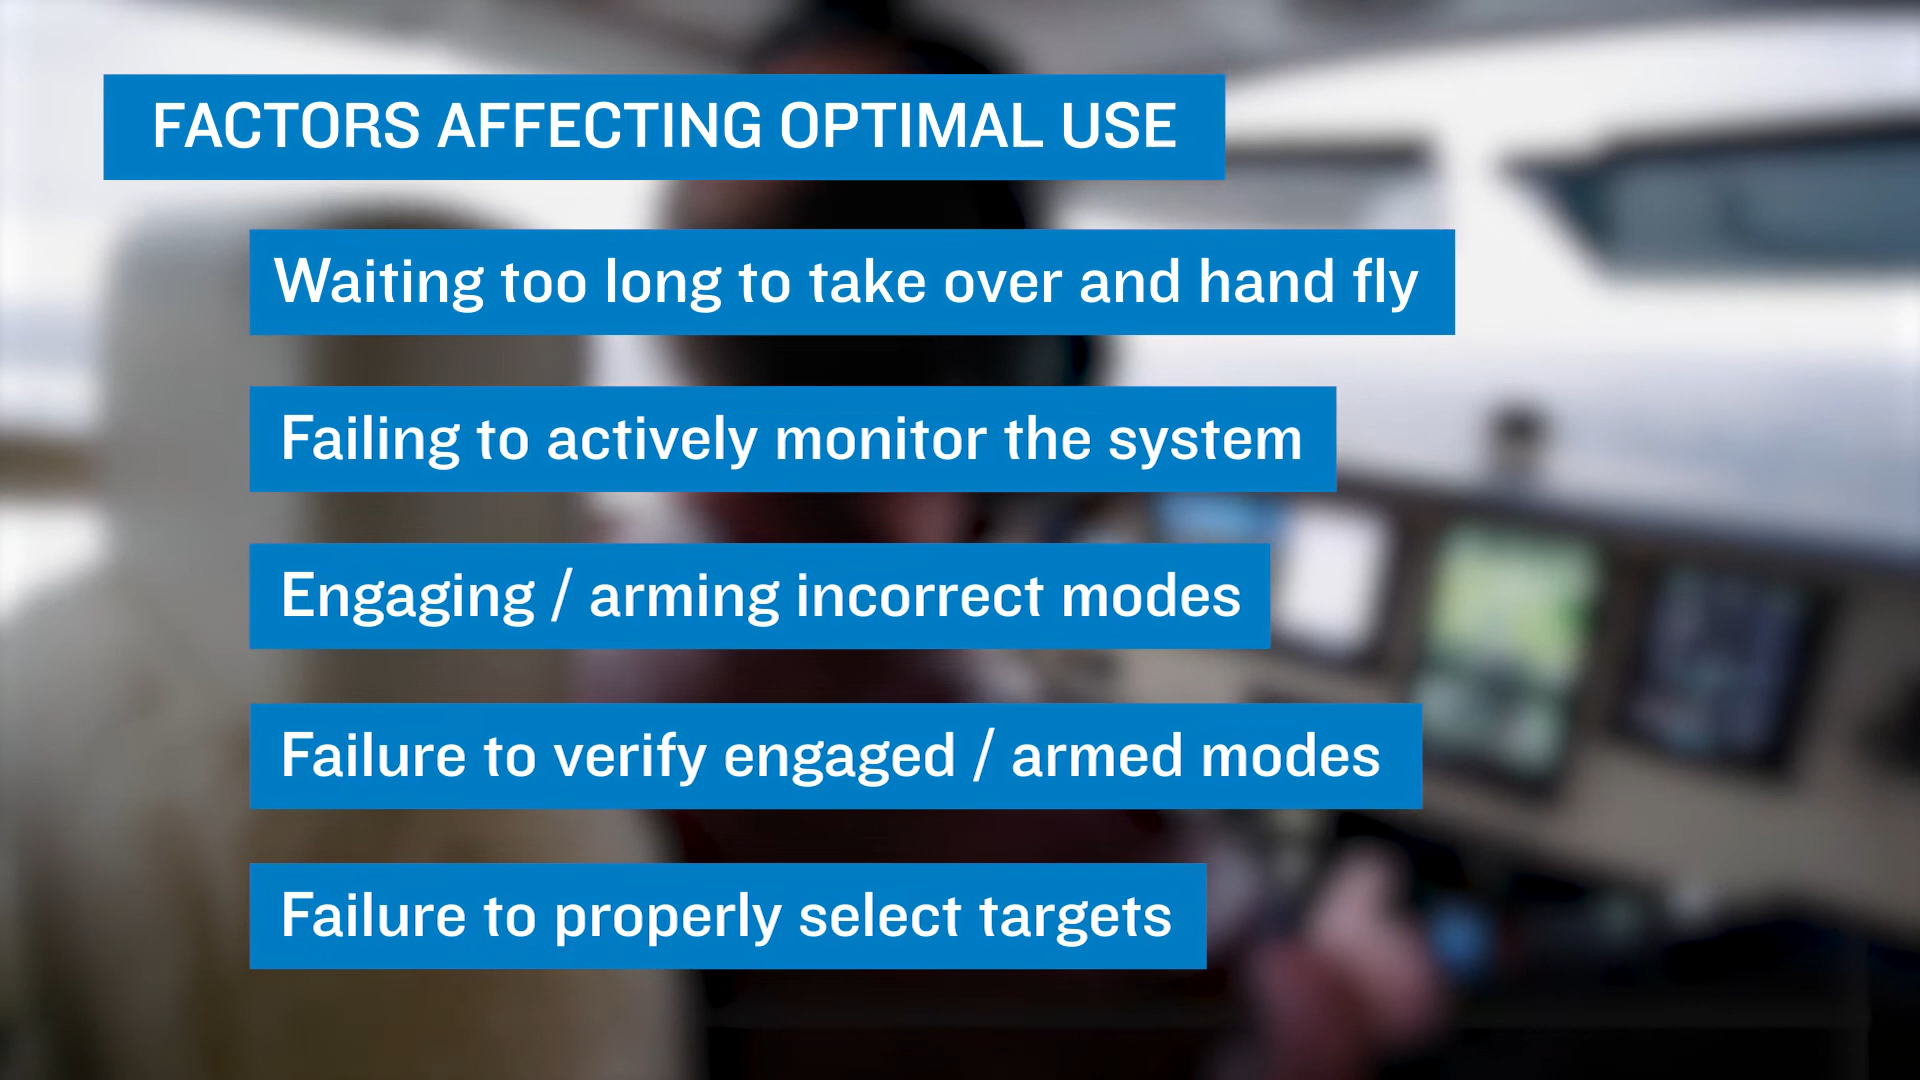 FACTORS AFFECTING OPTIMAL USE
Waiting too long to take over and hand fly
Failing to actively monitor the system
Engaging / arming incorrect modes
Failure to verify engaged / armed modes
Failure to properly select targets